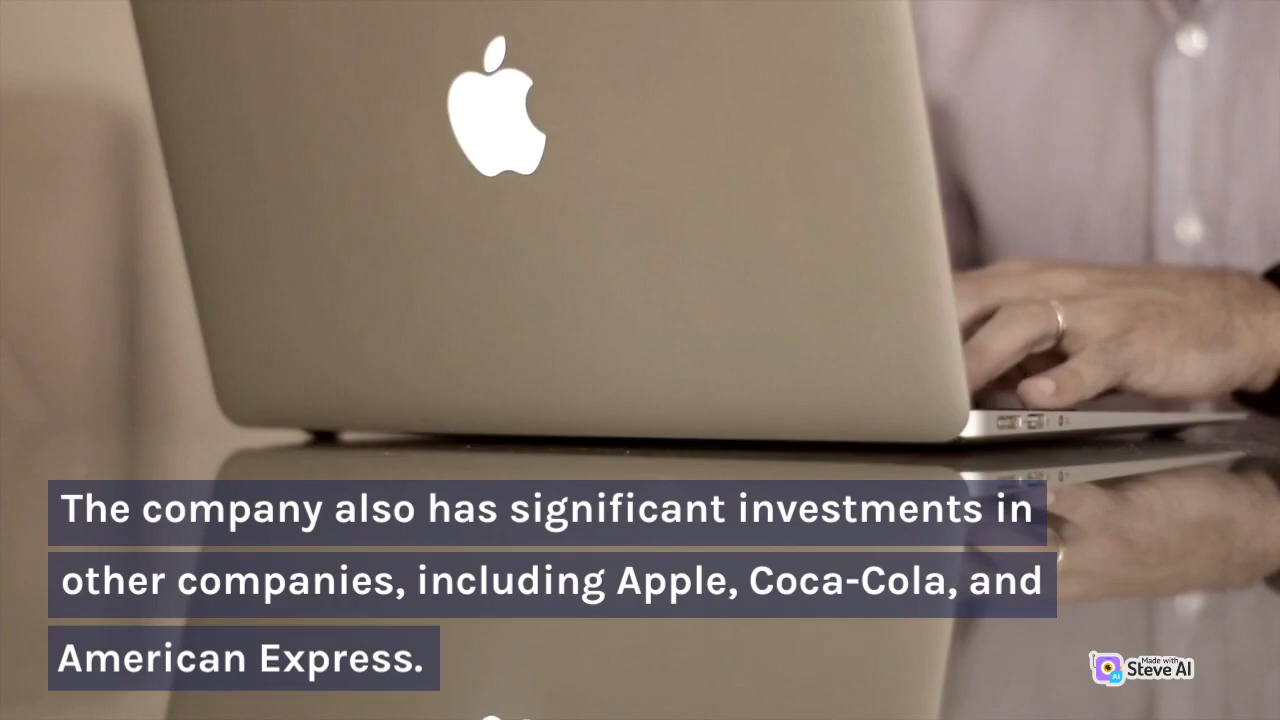 The company also has significant investments in
other companies, including Apple, Coca-Cola, and
American Express.
Made with
Steve AI
AI